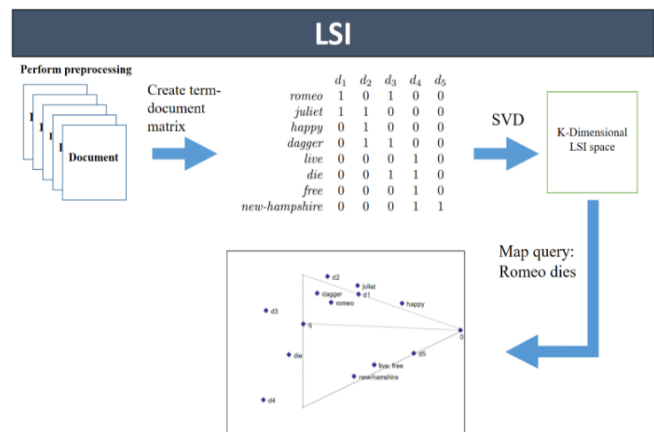 LSI
Perform preprocessing
Document
Create term-
document
matrix
d1 d2 d3 d4 d5
romeo 1 0 1 0 0
juliet 1 1 0 0 0
happy 0 1 0 0 0
dagger 0 1 1 0 0
live 0 0 0 1 0
die 0 0 1 1 0
free 0 0 0 1 0
new-hampshire 0 0 0 1 1
SVD
K-Dimensional
LSI space
Map query:
Romeo dies
d2
juliet
dagger
d1
romeo
happy
d3
q
0
die
d5
live, free
new-hamshire
d4